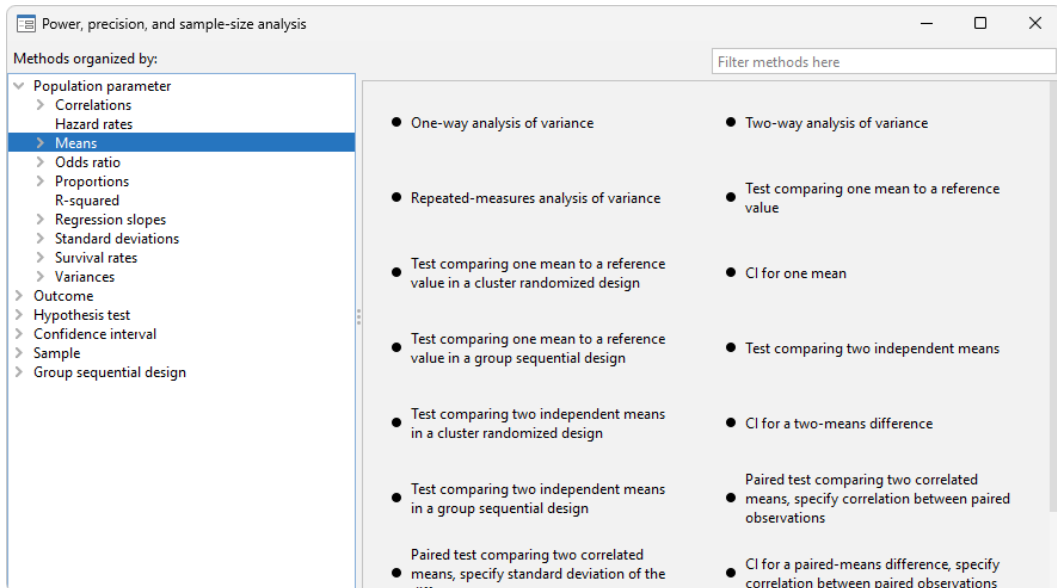 Power, precision, and sample-size analysis
Methods organized by:
Filter methods here
Population parameter
Correlations
Hazard rates
Means
Odds ratio
Proportions
R-squared
Regression slopes
Standard deviations
Survival rates
Variances
Outcome
Hypothesis test
Confidence interval
Sample
Group sequential design
One-way analysis of variance
Two-way analysis of variance
Repeated-measures analysis of variance
Test comparing one mean to a reference
value
Test comparing one mean to a reference
value in a cluster randomized design
CI for one mean
Test comparing one mean to a reference
value in a group sequential design
Test comparing two independent means
Test comparing two independent means
in a cluster randomized design
CI for a two-means difference
Test comparing two independent means
in a group sequential design
Paired test comparing two correlated
means, specify correlation between paired
observations
Paired test comparing two correlated
means, specify standard deviation of the
CI for a paired-means difference, specify
correlation between paired observations